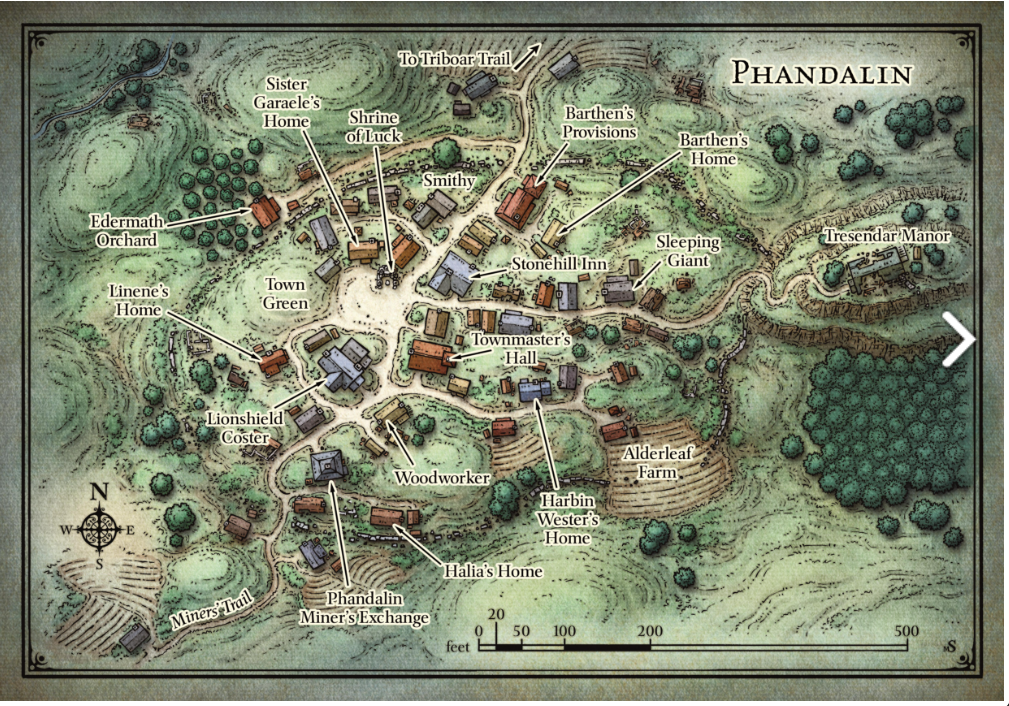 PHANDALIN
To Triboar Trail
Sister
Garaele's
Home
Shrine
of Luck
Barthen's
Provisions
Barthen's
Home
Smithy
Edermath
Orchard
Tresendar Manor
Stonehill Inn
Sleeping
Giant
Linene's
Home
Town
Green
Townmaster's
Hall
Lionshield
Coster
Woodworker
Alderleaf
Farm
Harbin
Wester's
Home
Halia's Home
Phandalin
Miner's Exchange
Miners' Trail
N
W
E
S
20
0 50 100 200 500
feet